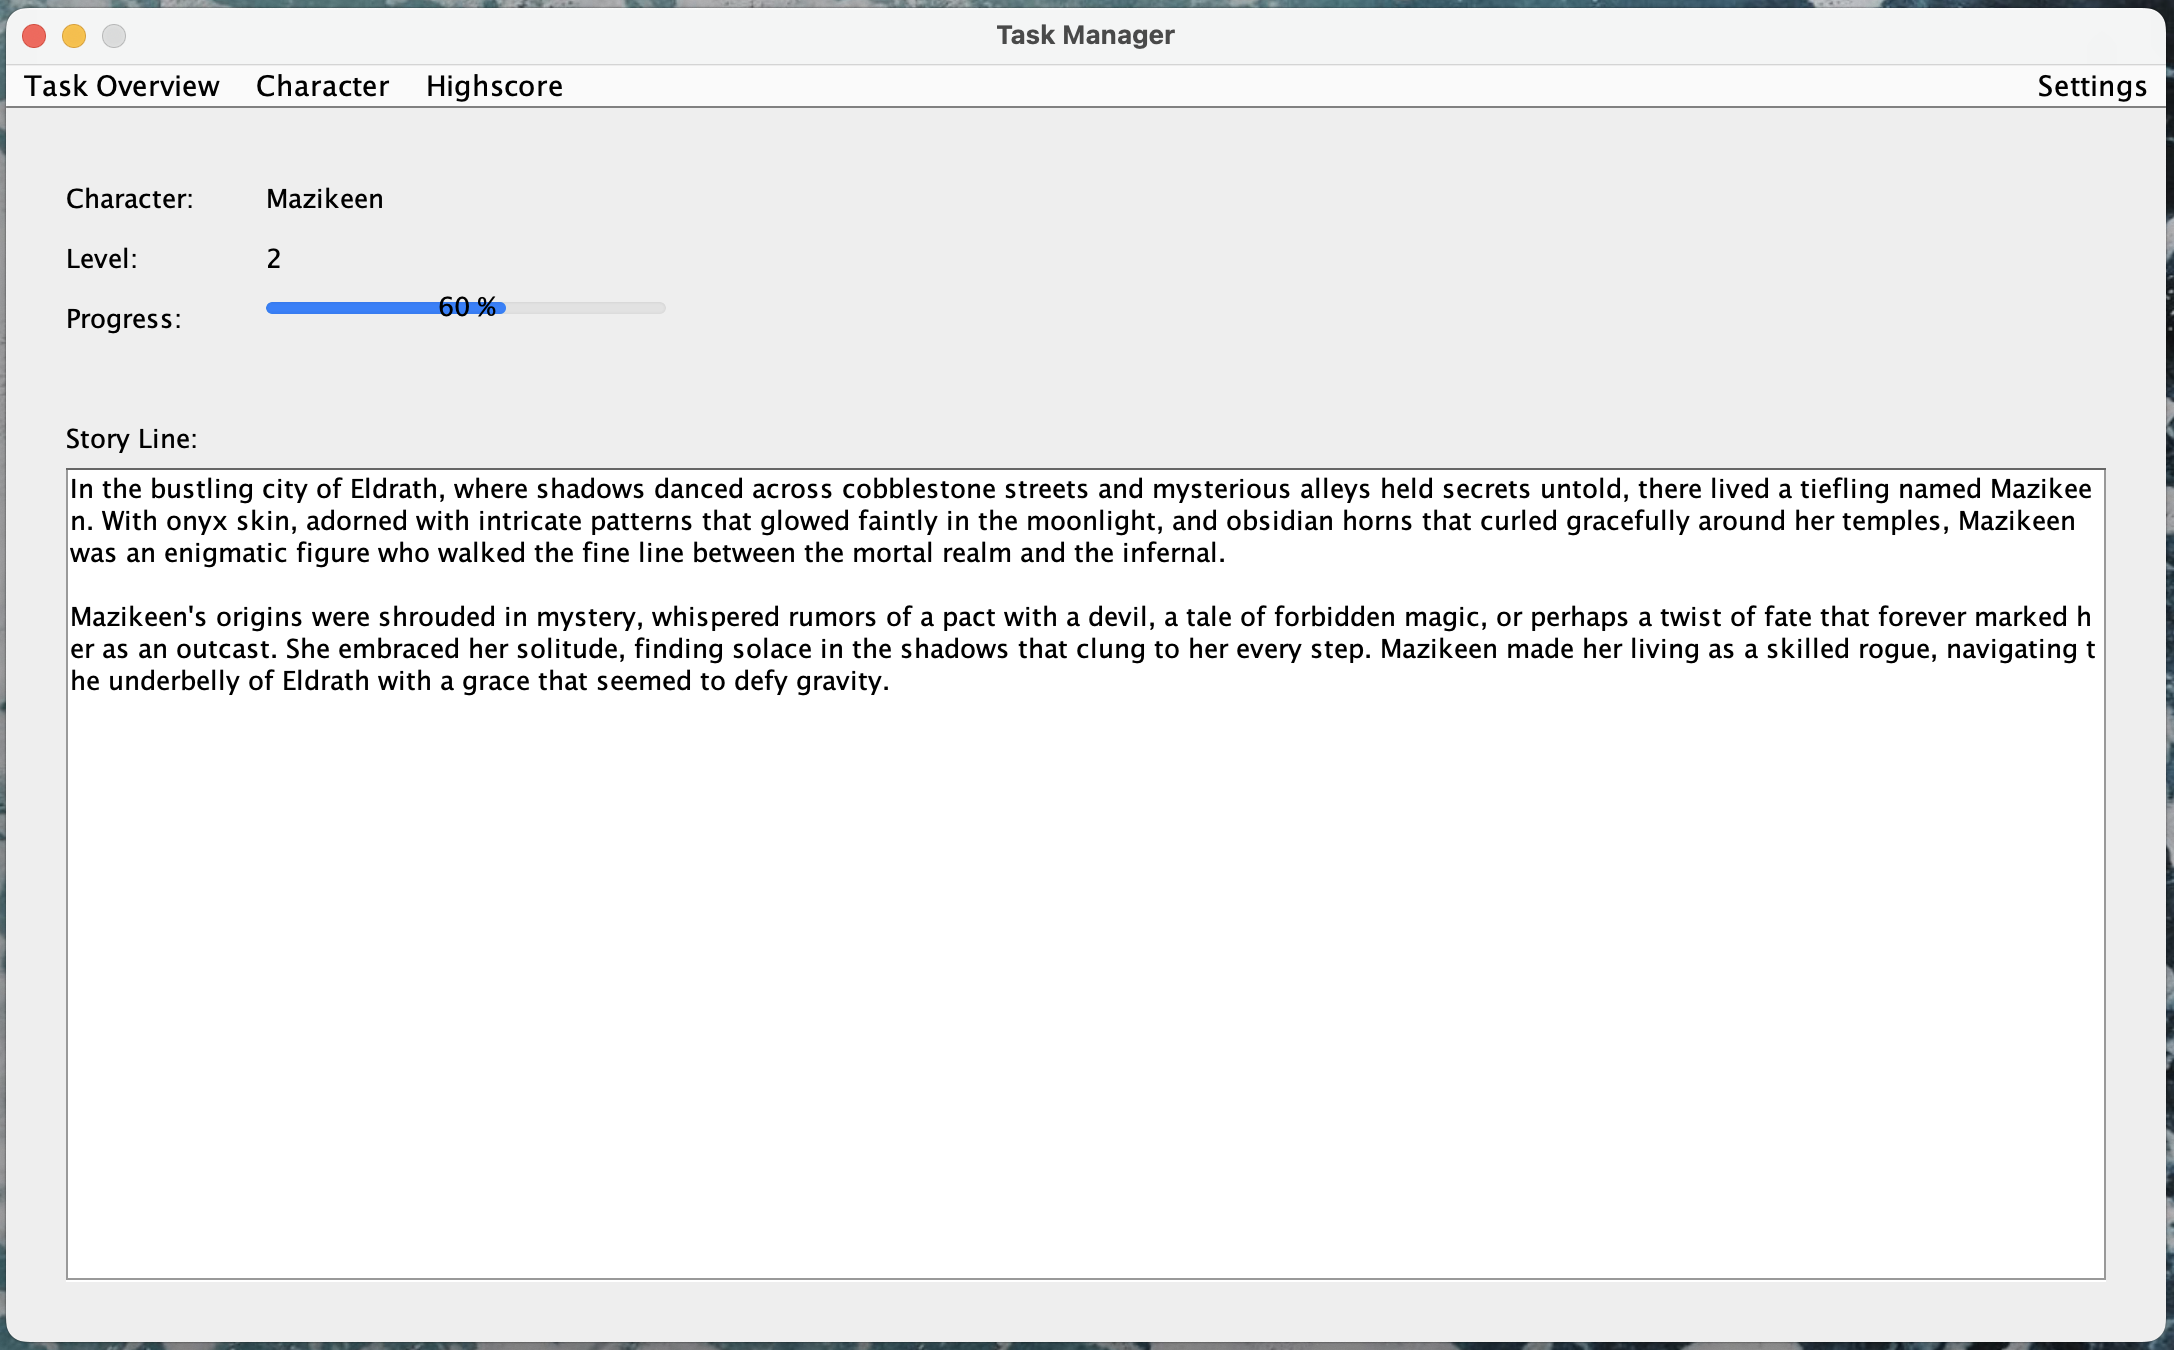 Task Manager
Task Overview Character Highscore Settings
Character: Mazikeen
Level: 2
Progress: 60 %
Story Line:
In the bustling city of Eldrath, where shadows danced across cobblestone streets and mysterious alleys held secrets untold, there lived a tiefling named Mazikee
n. With onyx skin, adorned with intricate patterns that glowed faintly in the moonlight, and obsidian horns that curled gracefully around her temples, Mazikeen
was an enigmatic figure who walked the fine line between the mortal realm and the infernal.
Mazikeen's origins were shrouded in mystery, whispered rumors of a pact with a devil, a tale of forbidden magic, or perhaps a twist of fate that forever marked h
er as an outcast. She embraced her solitude, finding solace in the shadows that clung to her every step. Mazikeen made her living as a skilled rogue, navigating t
he underbelly of Eldrath with a grace that seemed to defy gravity.